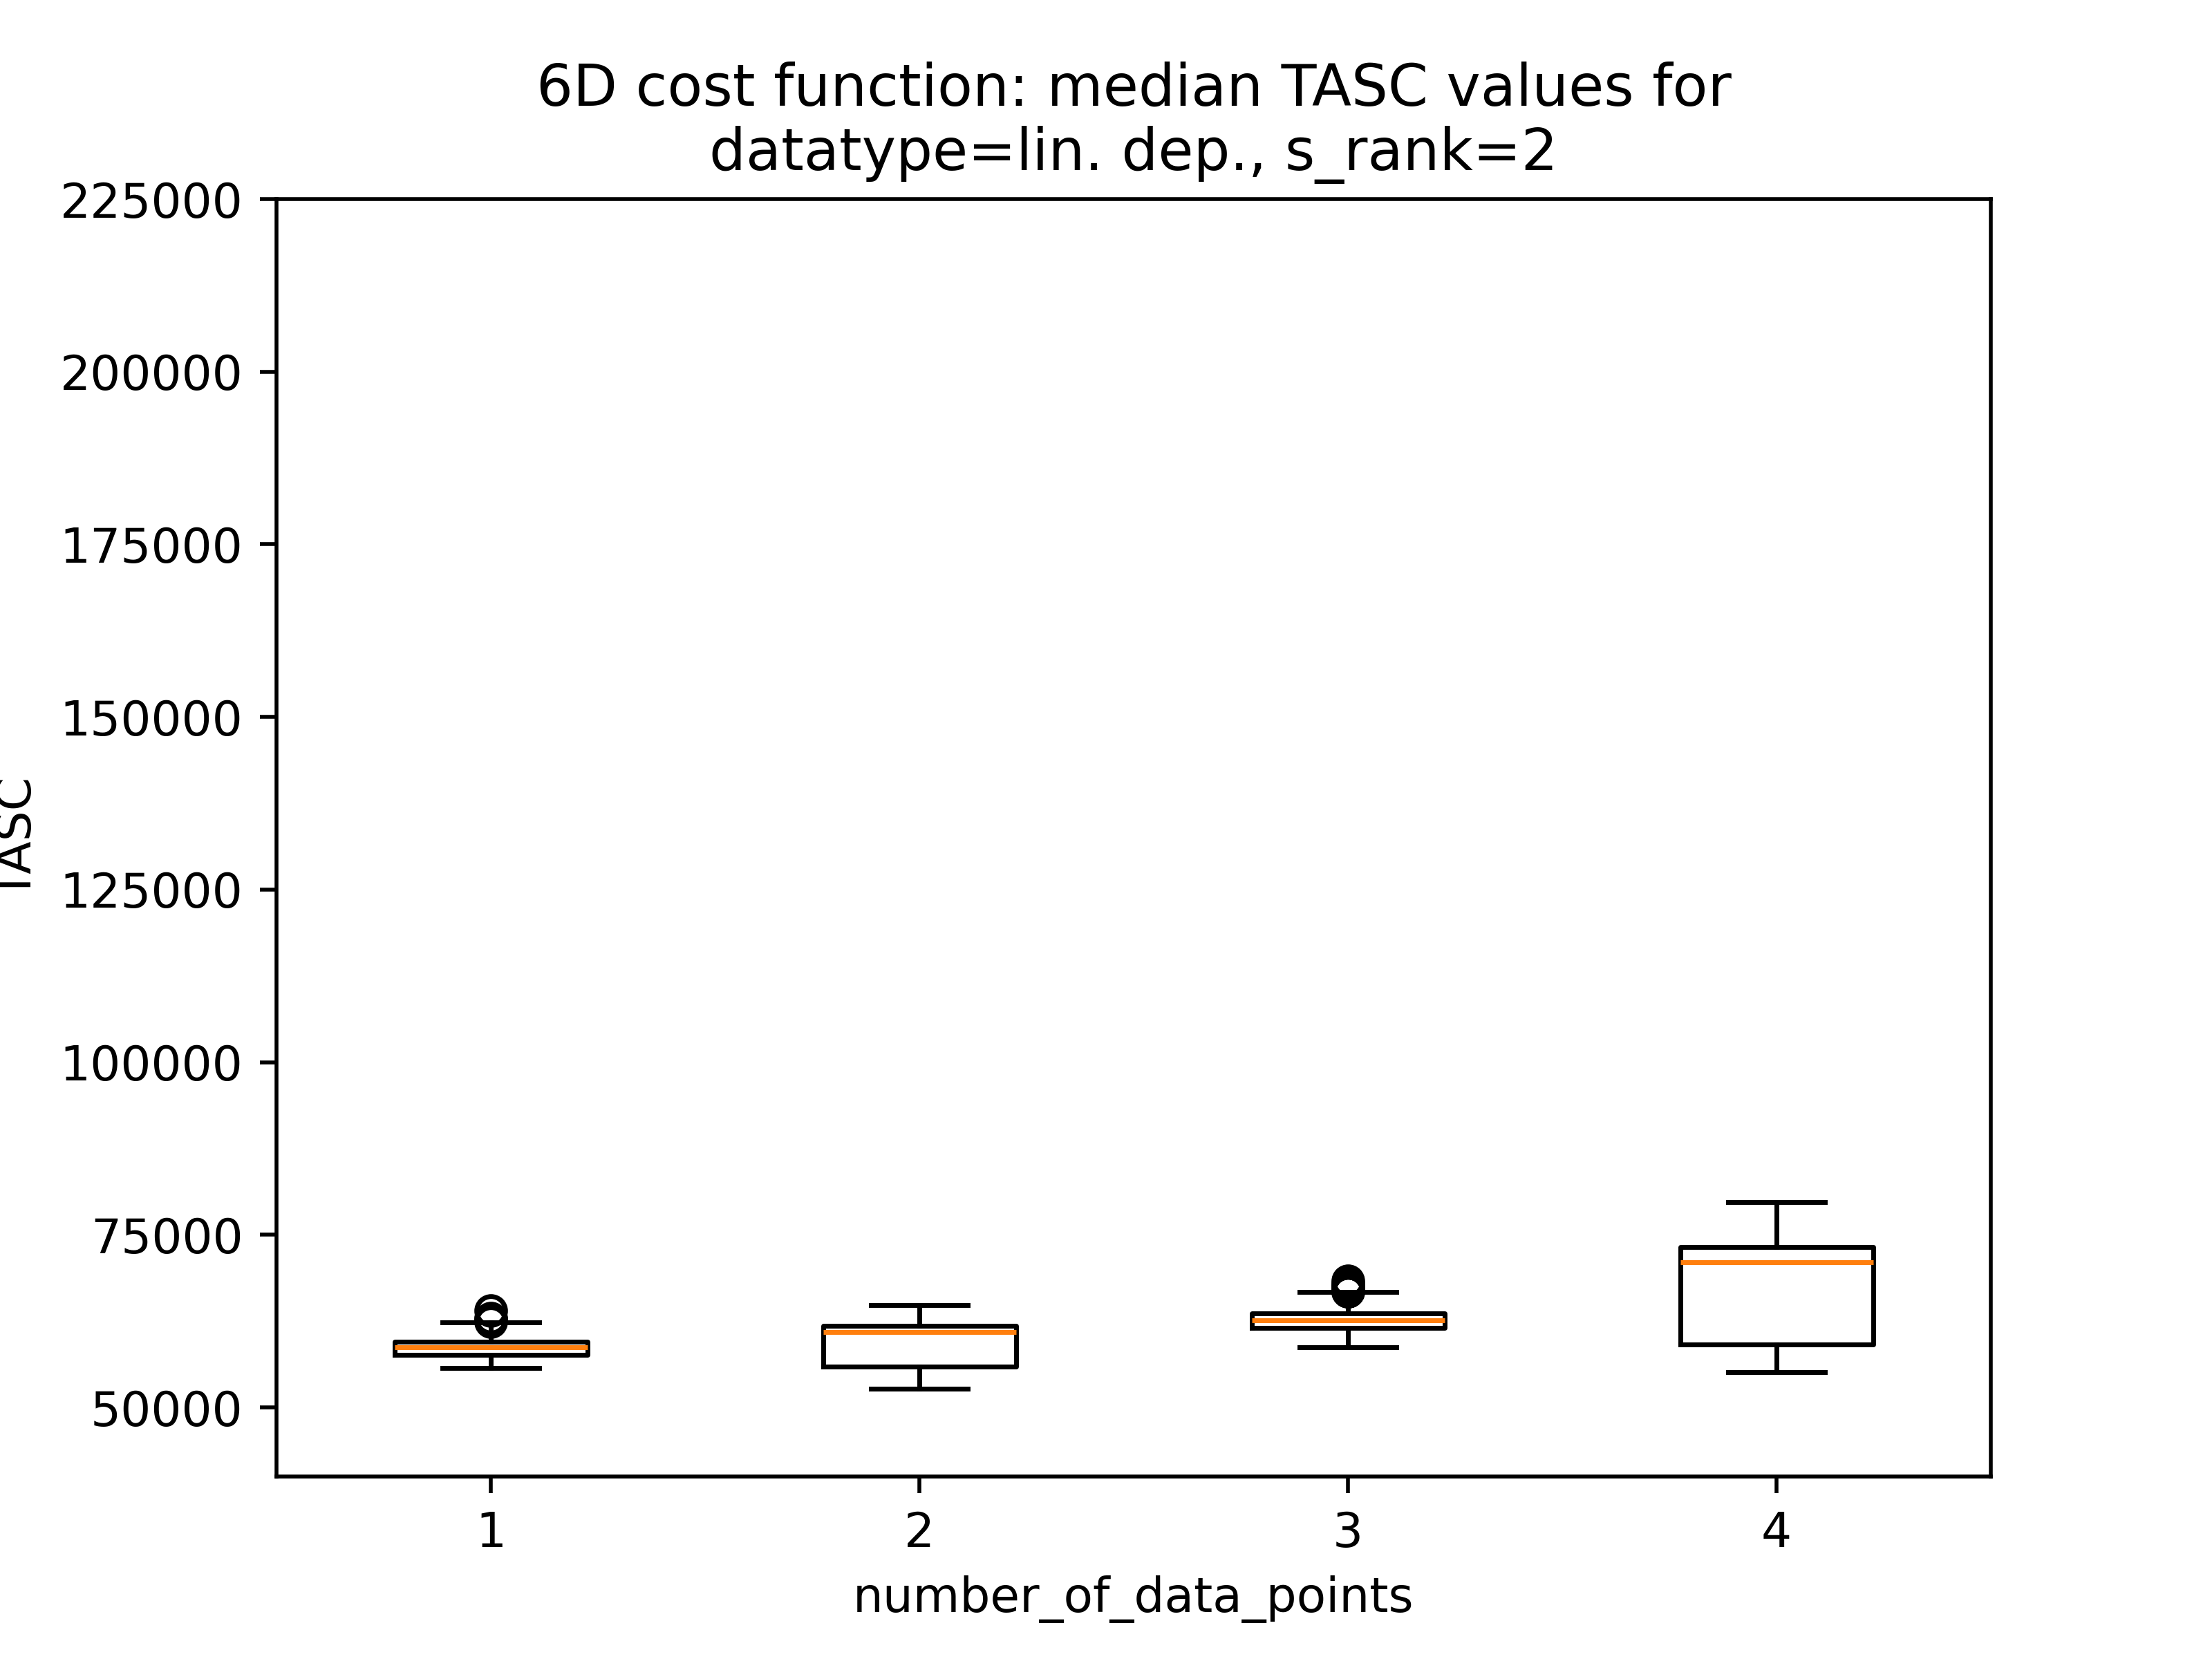 6D cost function: median TASC values for
datatype=lin. dep., s_rank=2
225000
200000
175000
150000
125000
100000
75000
50000
TASC
1 2 3 4
number_of_data_points